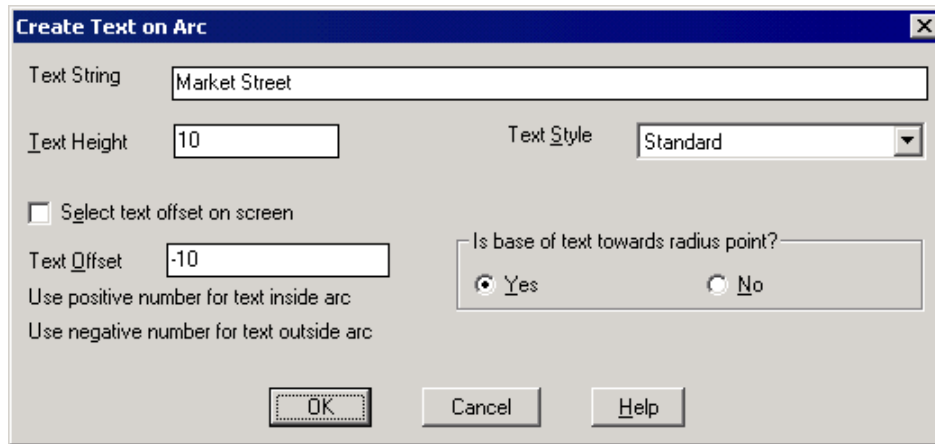 Create Text on Arc
Text String Market Street
Text Height 10 Text Style Standard
Select text offset on screen
Is base of text towards radius point?
Text Offset -10
Yes No
Use positive number for text inside arc
Use negative number for text outside arc
OK Cancel Help